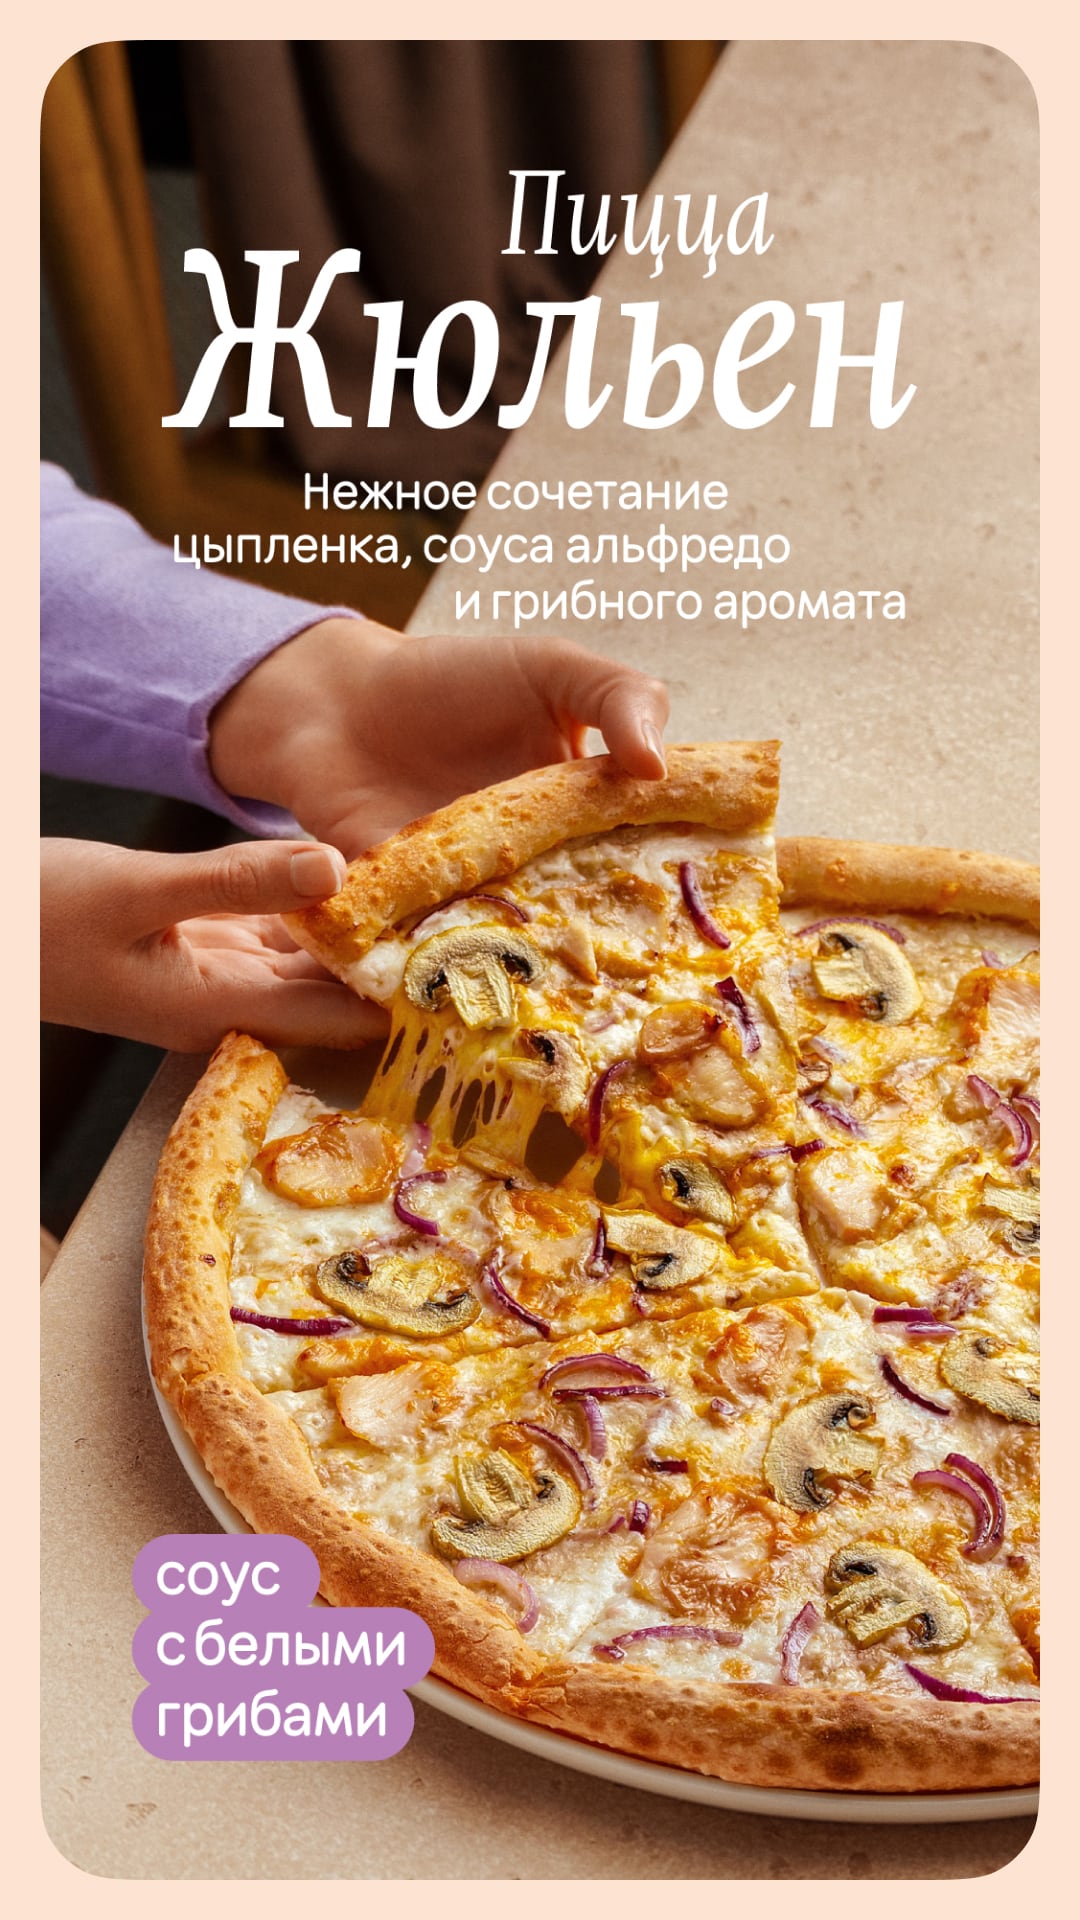 Пицца
Жюльен
Нежное сочетание
цыпленка, соуса альфредо
и грибного аромата
соус
с белыми
грибами